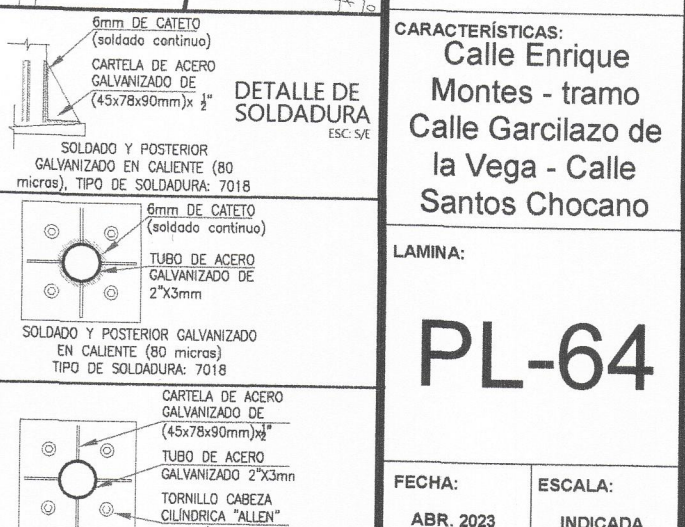 6mm DE CATETO
(soldado continuo)
CARTELA DE ACERO
GALVANIZADO DE
(45x78x90mm)x ½"
DETALLE DE
SOLDADURA
ESC: S/E
SOLDADO Y POSTERIOR
GALVANIZADO EN CALIENTE (80
micras), TIPO DE SOLDADURA: 7018
6mm DE CATETO
(soldado continuo)
TUBO DE ACERO
GALVANIZADO DE
2"X3mm
SOLDADO Y POSTERIOR GALVANIZADO
EN CALIENTE (80 micras)
TIPO DE SOLDADURA: 7018
CARTELA DE ACERO
GALVANIZADO DE
(45x78x90mm)x½"
TUBO DE ACERO
GALVANIZADO 2"X3mm
TORNILLO CABEZA
CILÍNDRICA "ALLEN"
CARACTERÍSTICAS:
Calle Enrique
Montes - tramo
Calle Garcilazo de
la Vega - Calle
Santos Chocano
LAMINA:
PL-64
FECHA:
ABR. 2023
ESCALA:
INDICADA